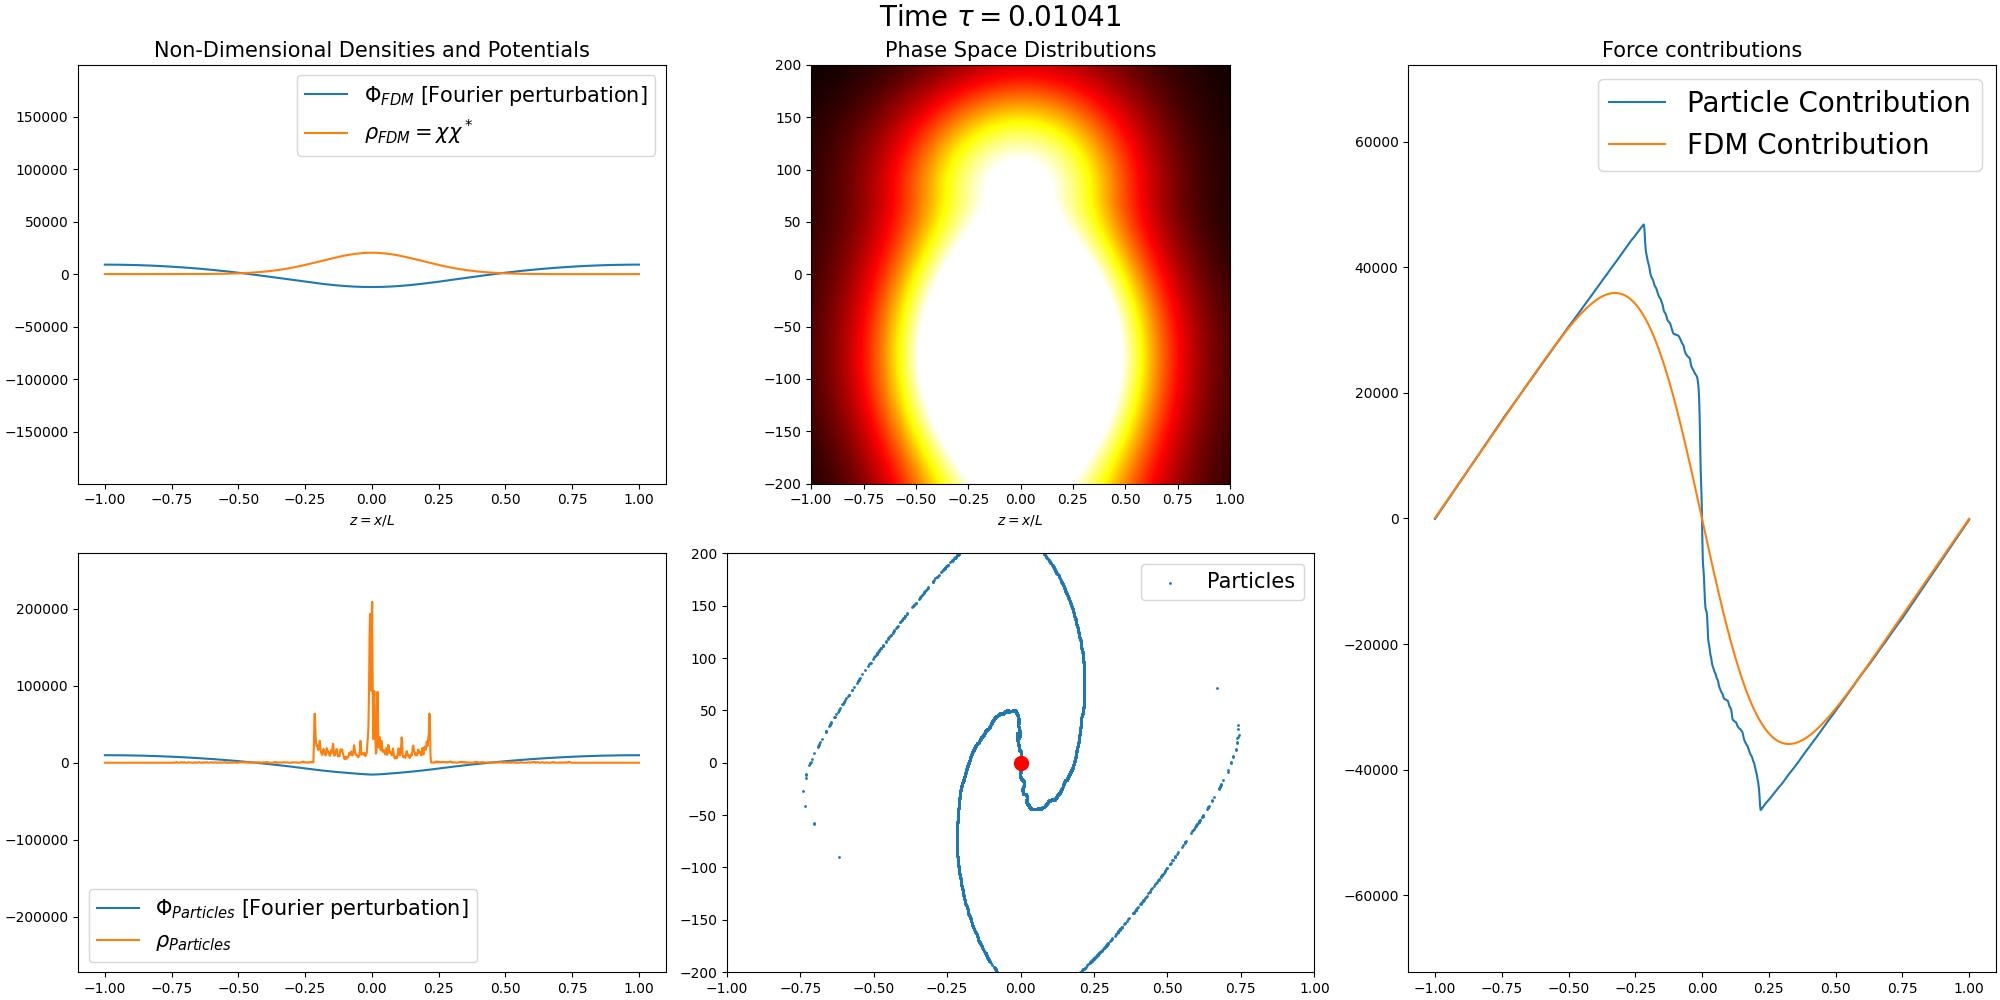 Time τ = 0.01041
Non-Dimensional Densities and Potentials
Φ_FDM [Fourier perturbation]
ρ_FDM = χχ*
150000
100000
50000
0
−50000
−100000
−150000
−1.00 −0.75 −0.50 −0.25 0.00 0.25 0.50 0.75 1.00
z = x/L
Phase Space Distributions
200
150
100
50
0
−50
−100
−150
−200
−1.00 −0.75 −0.50 −0.25 0.00 0.25 0.50 0.75 1.00
z = x/L
Force contributions
Particle Contribution
FDM Contribution
60000
40000
20000
0
−20000
−40000
−60000
−1.00 −0.75 −0.50 −0.25 0.00 0.25 0.50 0.75 1.00
200000
100000
0
−100000
−200000
Φ_Particles [Fourier perturbation]
ρ_Particles
−1.00 −0.75 −0.50 −0.25 0.00 0.25 0.50 0.75 1.00
Particles
200
150
100
50
0
−50
−100
−150
−200
−1.00 −0.75 −0.50 −0.25 0.00 0.25 0.50 0.75 1.00